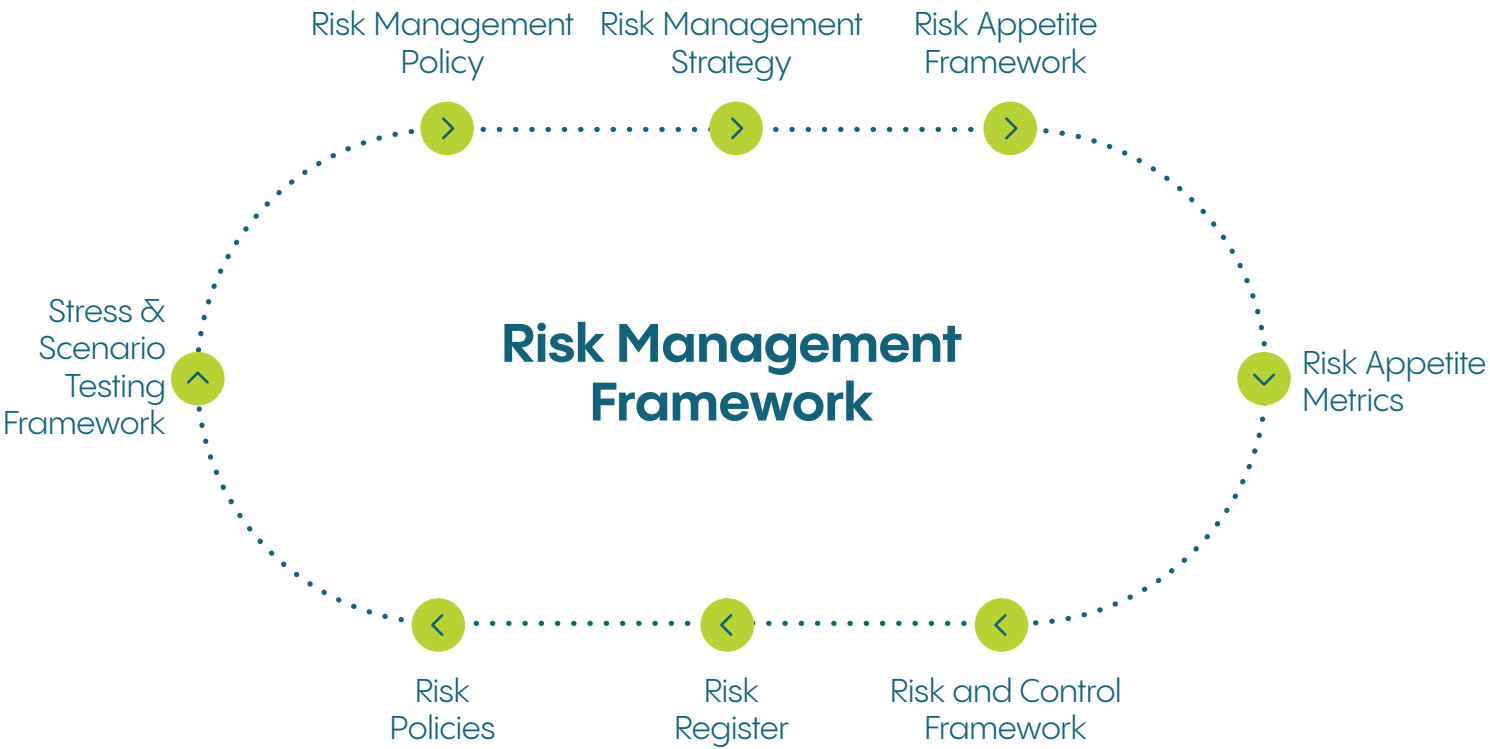 Risk Management
Policy
Risk Management
Strategy
Risk Appetite
Framework
Stress &
Scenario
Testing
Framework
Risk Management
Framework
Risk Appetite
Metrics
Risk
Policies
Risk
Register
Risk and Control
Framework